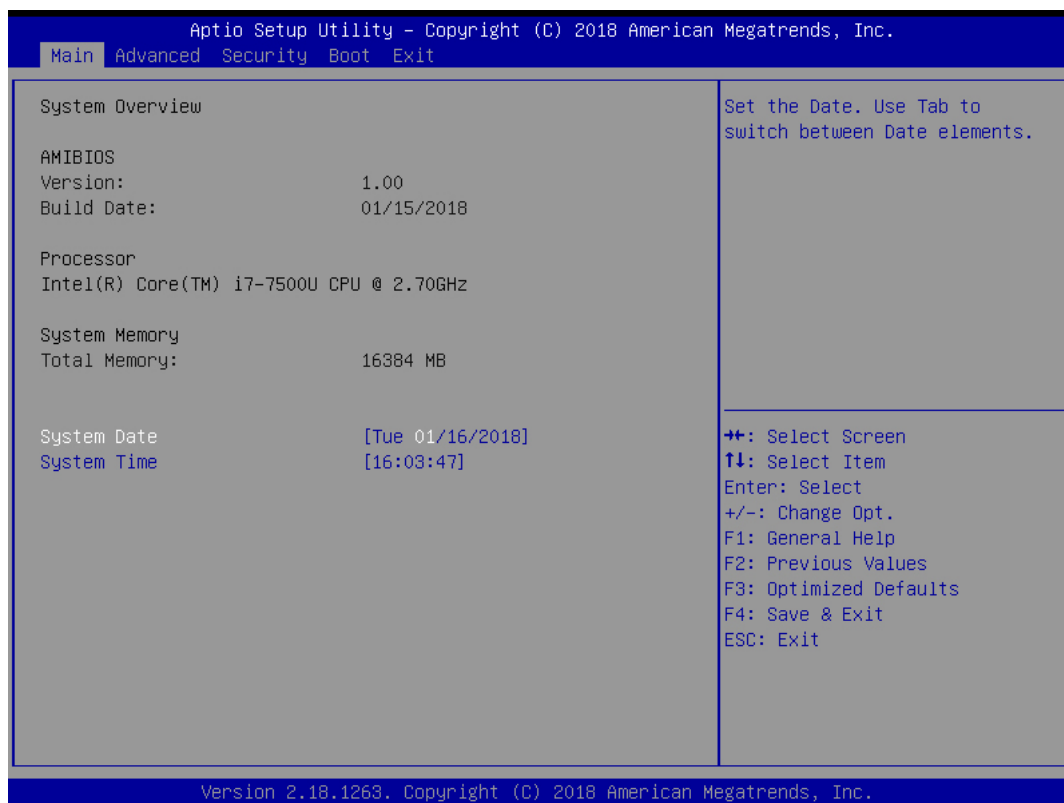 Aptio Setup Utility – Copyright (C) 2018 American Megatrends, Inc.
Main Advanced Security Boot Exit
System Overview
AMIBIOS
Version: 1.00
Build Date: 01/15/2018
Processor
Intel(R) Core(TM) i7-7500U CPU @ 2.70GHz
System Memory
Total Memory: 16384 MB
System Date [Tue 01/16/2018]
System Time [16:03:47]
Set the Date. Use Tab to
switch between Date elements.
→←: Select Screen
↑↓: Select Item
Enter: Select
+/-: Change Opt.
F1: General Help
F2: Previous Values
F3: Optimized Defaults
F4: Save & Exit
ESC: Exit
Version 2.18.1263. Copyright (C) 2018 American Megatrends, Inc.